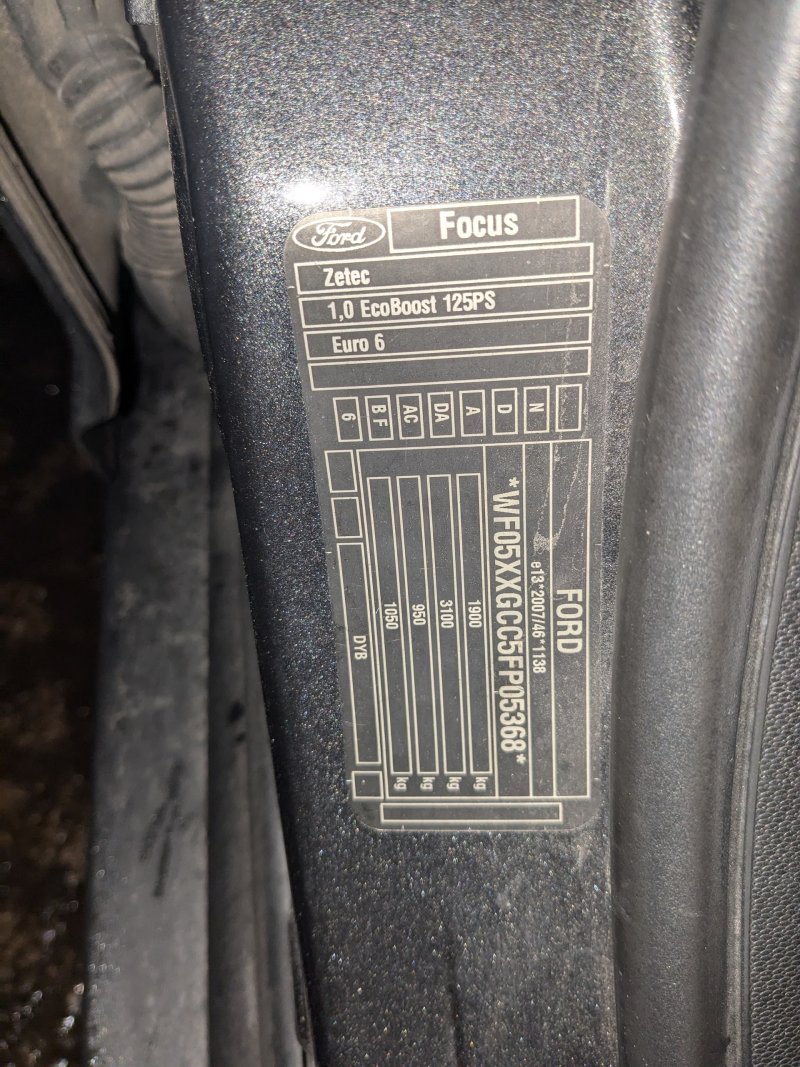 Ford
Focus
Zetec
1,0 EcoBoost 125PS
Euro 6
6 BF AC DA A D N
FORD
e13*2007/46*1138
*WF05XXGCC5FP05368*
1900 kg
3100 kg
950 kg
1050 kg
DYB